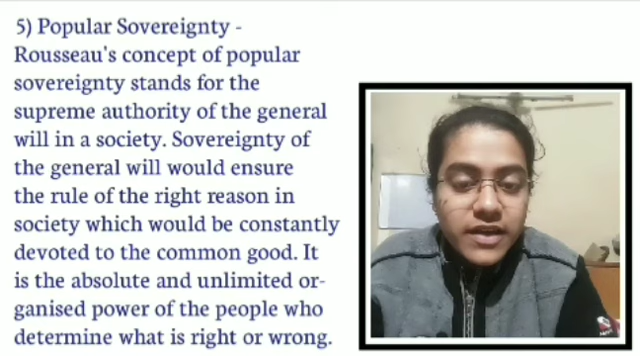 5) Popular Sovereignty -
Rousseau's concept of popular
sovereignty stands for the
supreme authority of the general
will in a society. Sovereignty of
the general will would ensure
the rule of the right reason in
society which would be constantly
devoted to the common good. It
is the absolute and unlimited or-
ganised power of the people who
determine what is right or wrong.